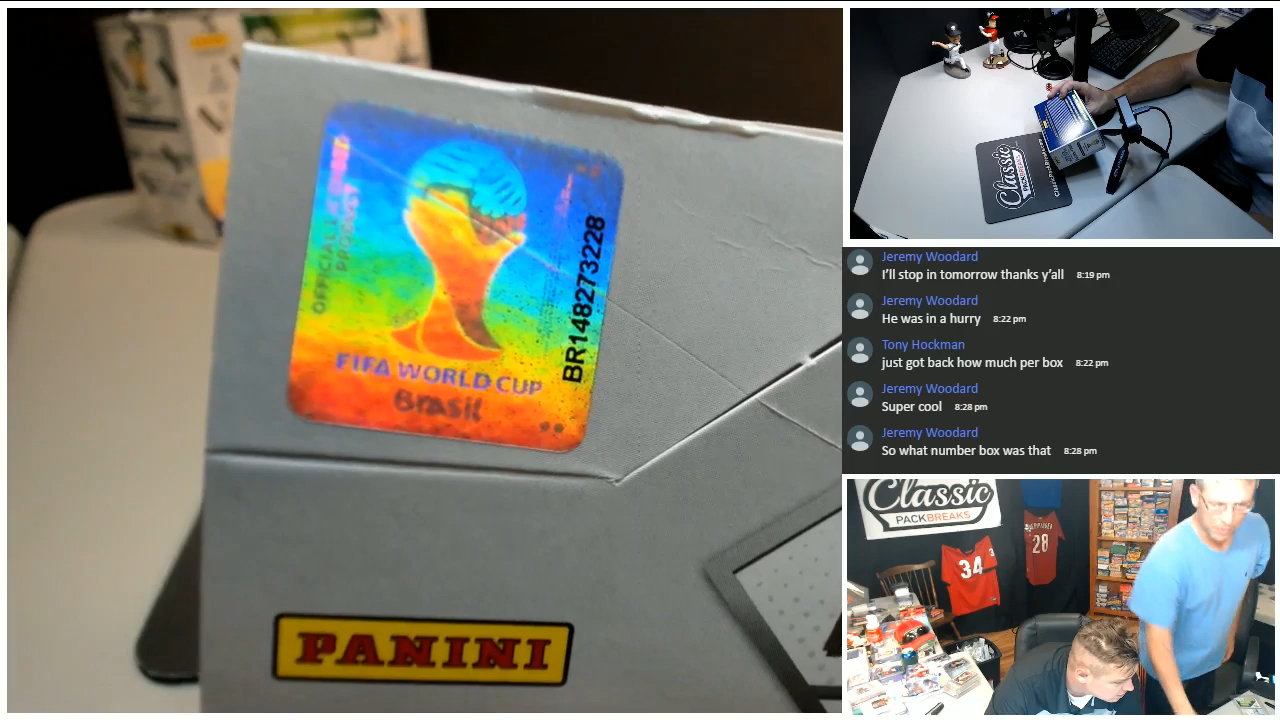 OFFICIAL
PRODUCT
BR148273228
FIFA WORLD CUP
Brasil
PANINI
Classic
Jeremy Woodard
I'll stop in tomorrow thanks y'all 8:19 pm
Jeremy Woodard
He was in a hurry 8:22 pm
Tony Hockman
just got back how much per box 8:22 pm
Jeremy Woodard
Super cool 8:28 pm
Jeremy Woodard
So what number box was that 8:28 pm
Classic
PACKBREAKS
34
28